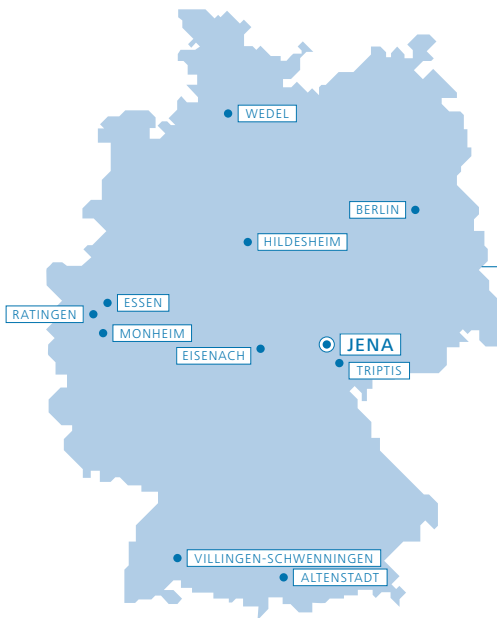 WEDEL
BERLIN
HILDESHEIM
ESSEN
RATINGEN
MONHEIM
JENA
EISENACH
TRIPTIS
VILLINGEN-SCHWENNINGEN
ALTENSTADT